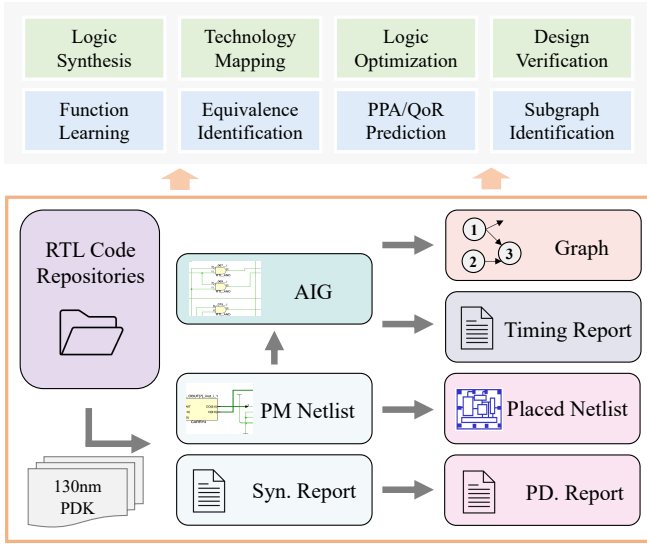 Logic
Synthesis
Technology
Mapping
Logic
Optimization
Design
Verification
Function
Learning
Equivalence
Identification
PPA/QoR
Prediction
Subgraph
Identification
RTL Code
Repositories
130nm
PDK
AIG
PM Netlist
Syn. Report
1
2
3
Graph
Timing Report
Placed Netlist
PD. Report